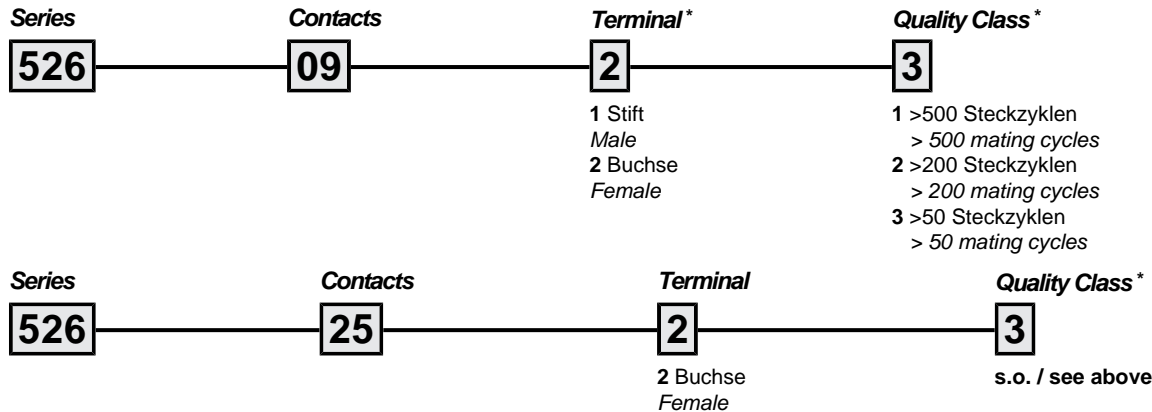 Series Contacts Terminal * Quality Class *
526 09 2 3
1 Stift
Male
2 Buchse
Female
1 >500 Steckzyklen
> 500 mating cycles
2 >200 Steckzyklen
> 200 mating cycles
3 >50 Steckzyklen
> 50 mating cycles
Series Contacts Terminal Quality Class *
526 25 2 3
2 Buchse
Female
s.o. / see above